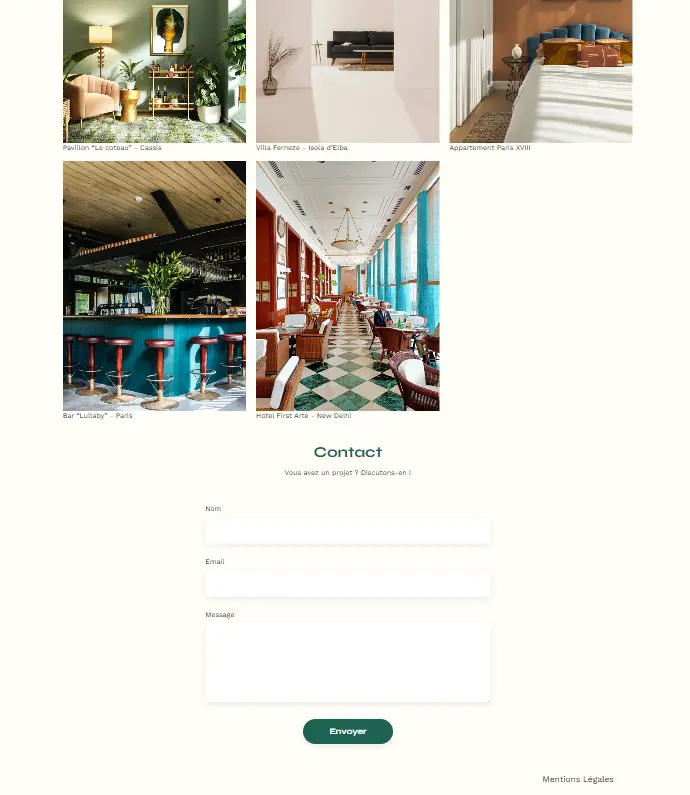 Pavillon “Le coteau” - Cassis
Villa Ferneze - Isola d’Elba
Appartement Paris XVIII
Bar “Lullaby” - Paris
Hotel First Arte - New Delhi
Contact
Vous avez un projet ? Discutons-en !
Nom
Email
Message
Envoyer
Mentions Légales